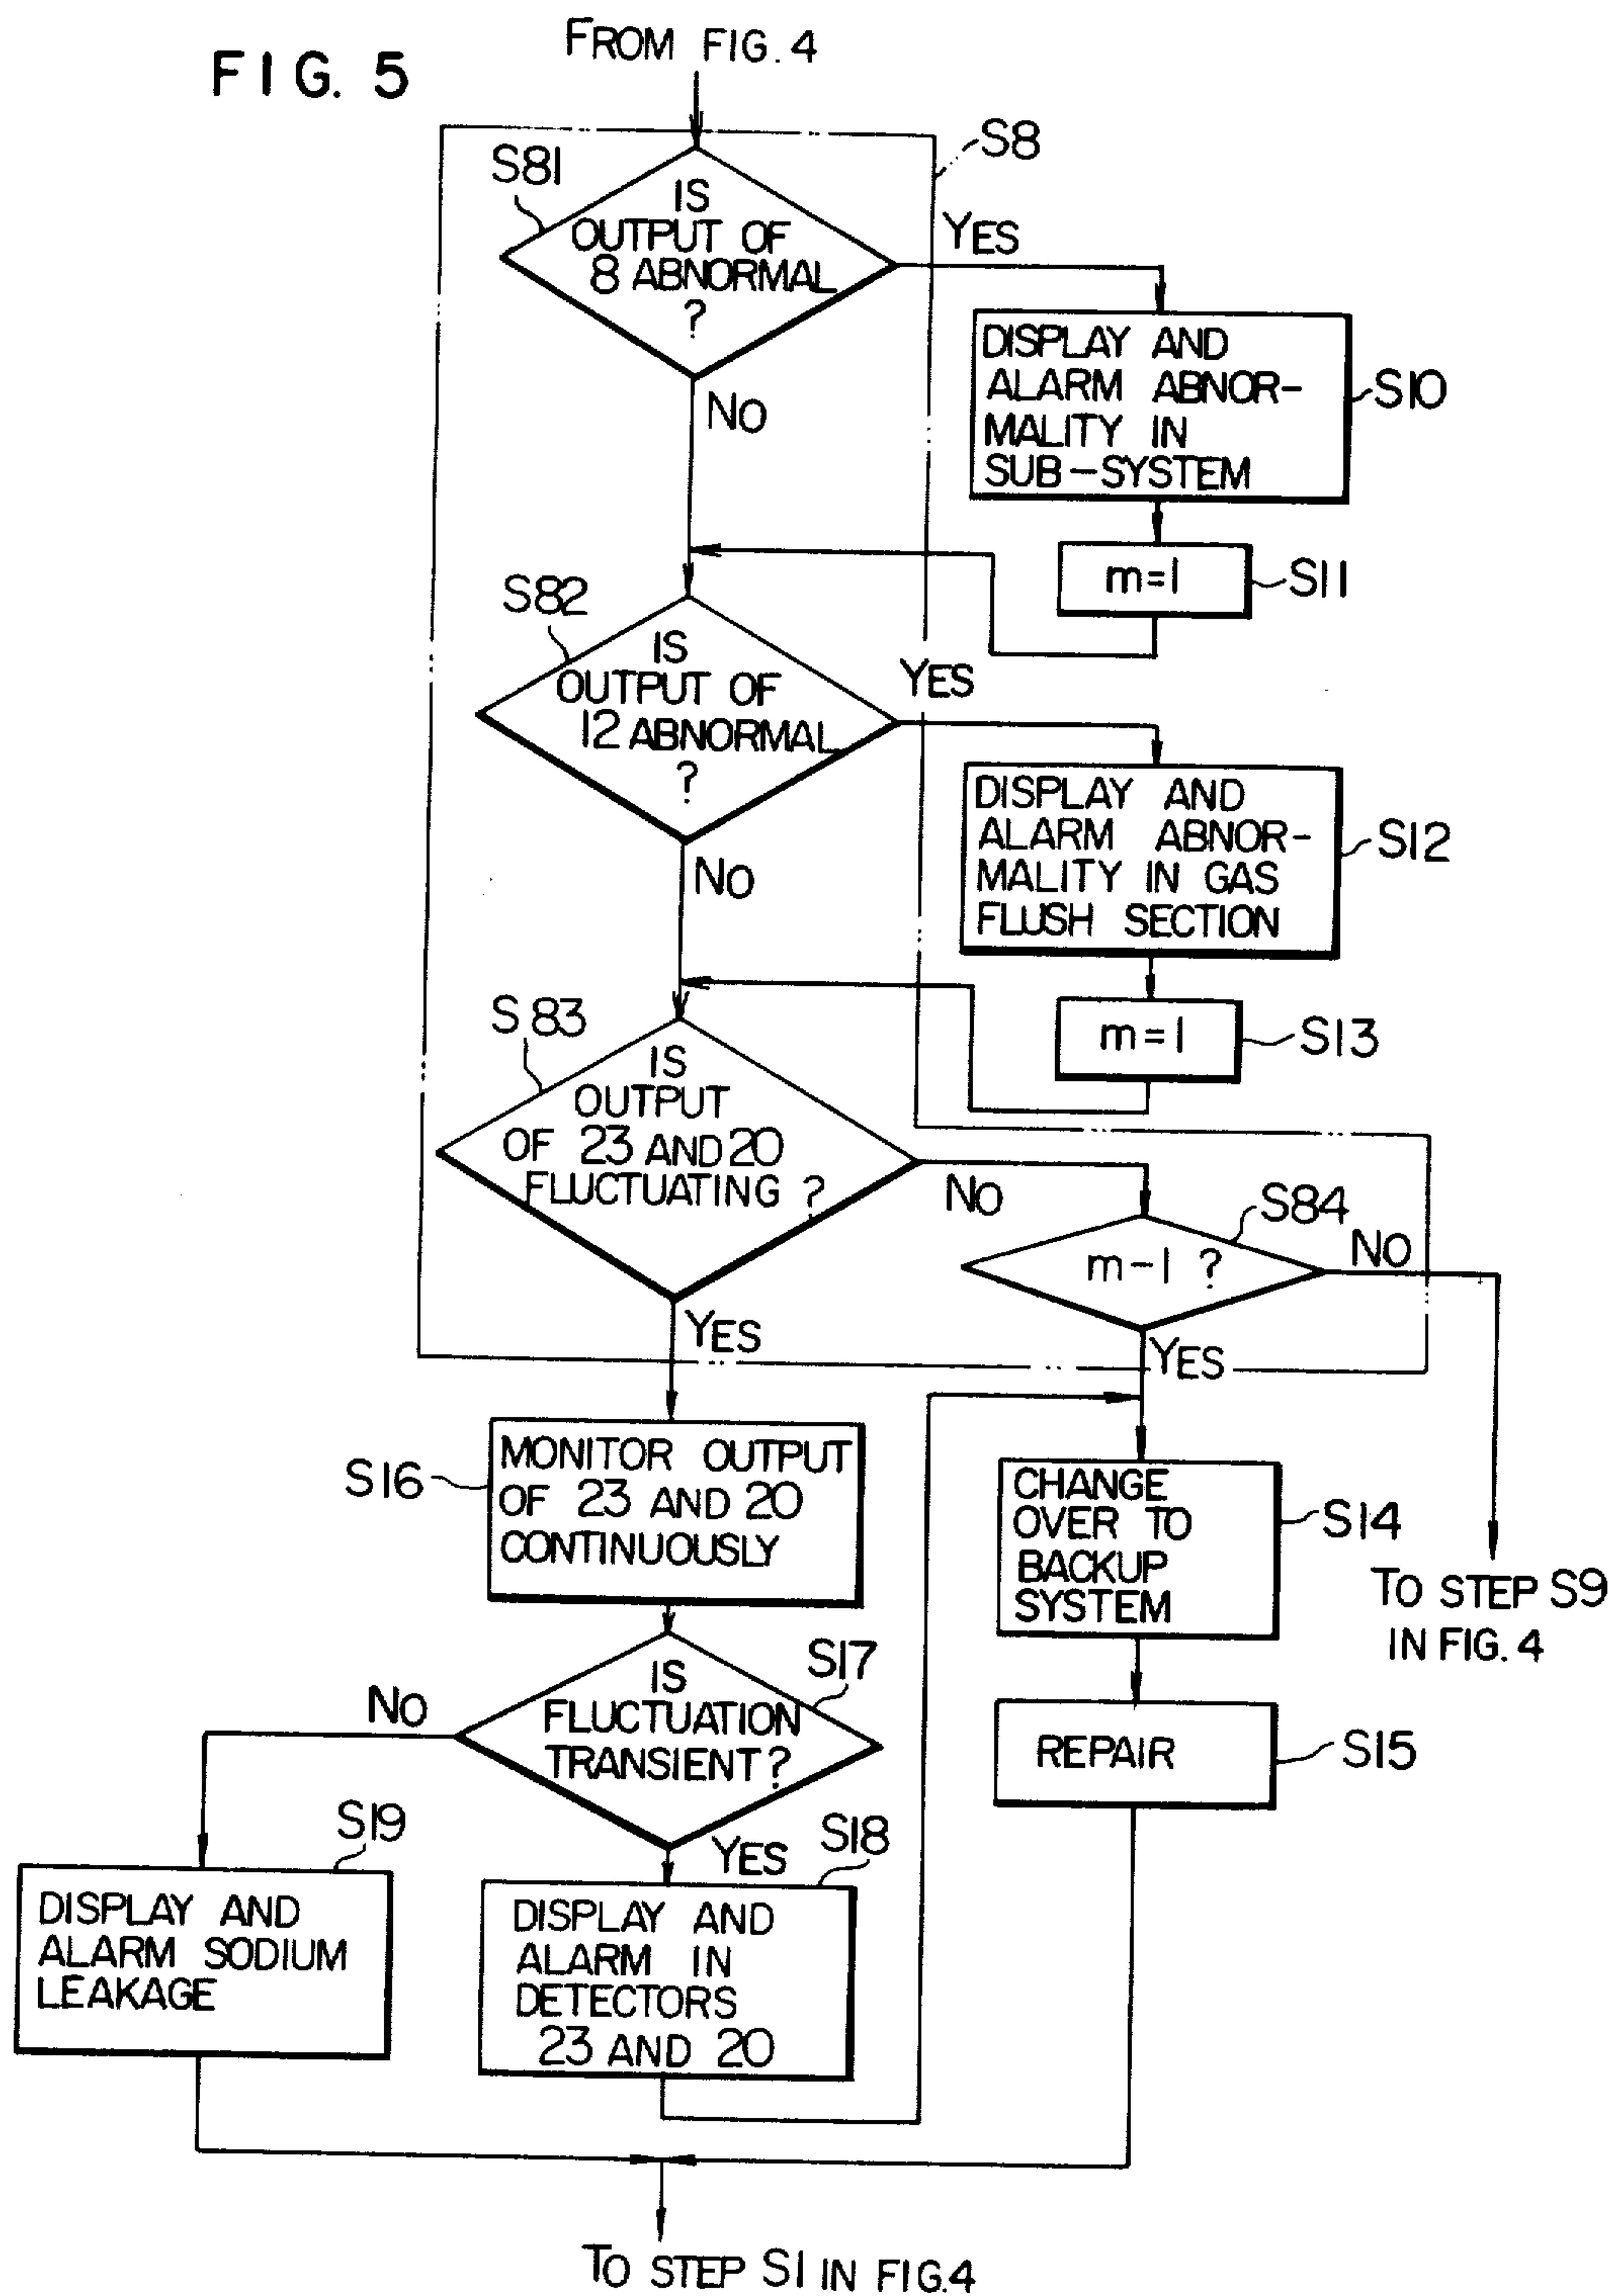 FIG. 5
FROM FIG. 4
S8
S81
IS
OUTPUT OF
8 ABNORMAL
?
YES
NO
DISPLAY AND
ALARM ABNOR-
MALITY IN
SUB-SYSTEM
S10
m=1
S11
S82
IS
OUTPUT OF
12 ABNORMAL
?
YES
NO
DISPLAY AND
ALARM ABNOR-
MALITY IN GAS
FLUSH SECTION
S12
m=1
S13
S83
IS
OUTPUT
OF 23 AND 20
FLUCTUATING ?
NO
YES
S84
m-1 ?
NO
YES
S16
MONITOR OUTPUT
OF 23 AND 20
CONTINUOUSLY
CHANGE
OVER TO
BACKUP
SYSTEM
S14
TO STEP S9
IN FIG. 4
S17
IS
FLUCTUATION
TRANSIENT?
NO
YES
REPAIR
S15
S19
DISPLAY AND
ALARM SODIUM
LEAKAGE
S18
DISPLAY AND
ALARM IN
DETECTORS
23 AND 20
TO STEP S1 IN FIG.4